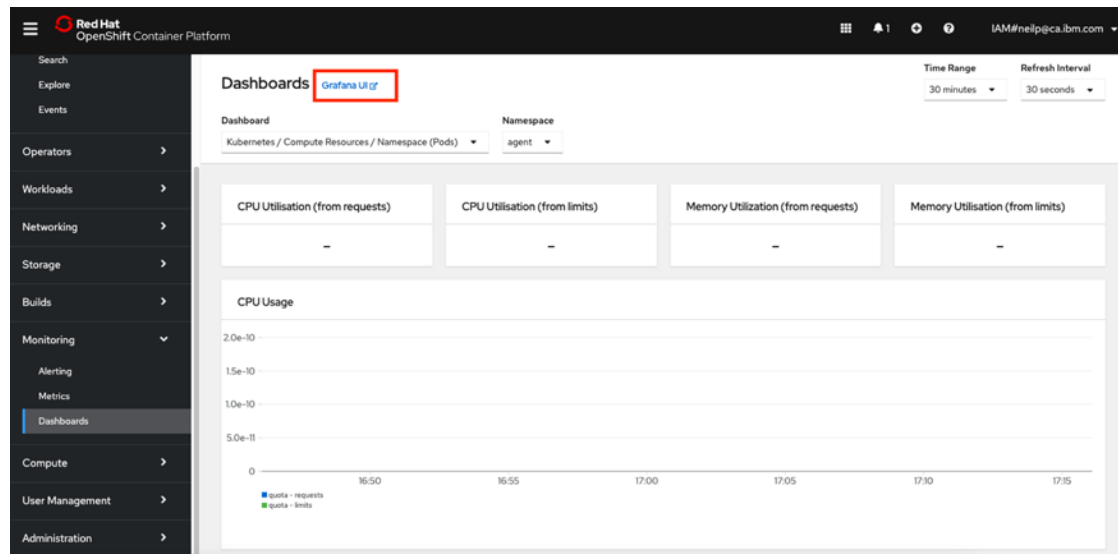 Red Hat
OpenShift Container Platform
1
IAM#neilp@ca.ibm.com
Search
Explore
Events
Operators
Workloads
Networking
Storage
Builds
Monitoring
Alerting
Metrics
Dashboards
Compute
User Management
Administration
Dashboards Grafana UI
Time Range Refresh Interval
30 minutes 30 seconds
Dashboard Namespace
Kubernetes / Compute Resources / Namespace (Pods) agent
CPU Utilisation (from requests) CPU Utilisation (from limits) Memory Utilization (from requests) Memory Utilisation (from limits)
– – – –
CPU Usage
2.0e-10
1.5e-10
1.0e-10
5.0e-11
0
16:50 16:55 17:00 17:05 17:10 17:15
quota - requests
quota - limits